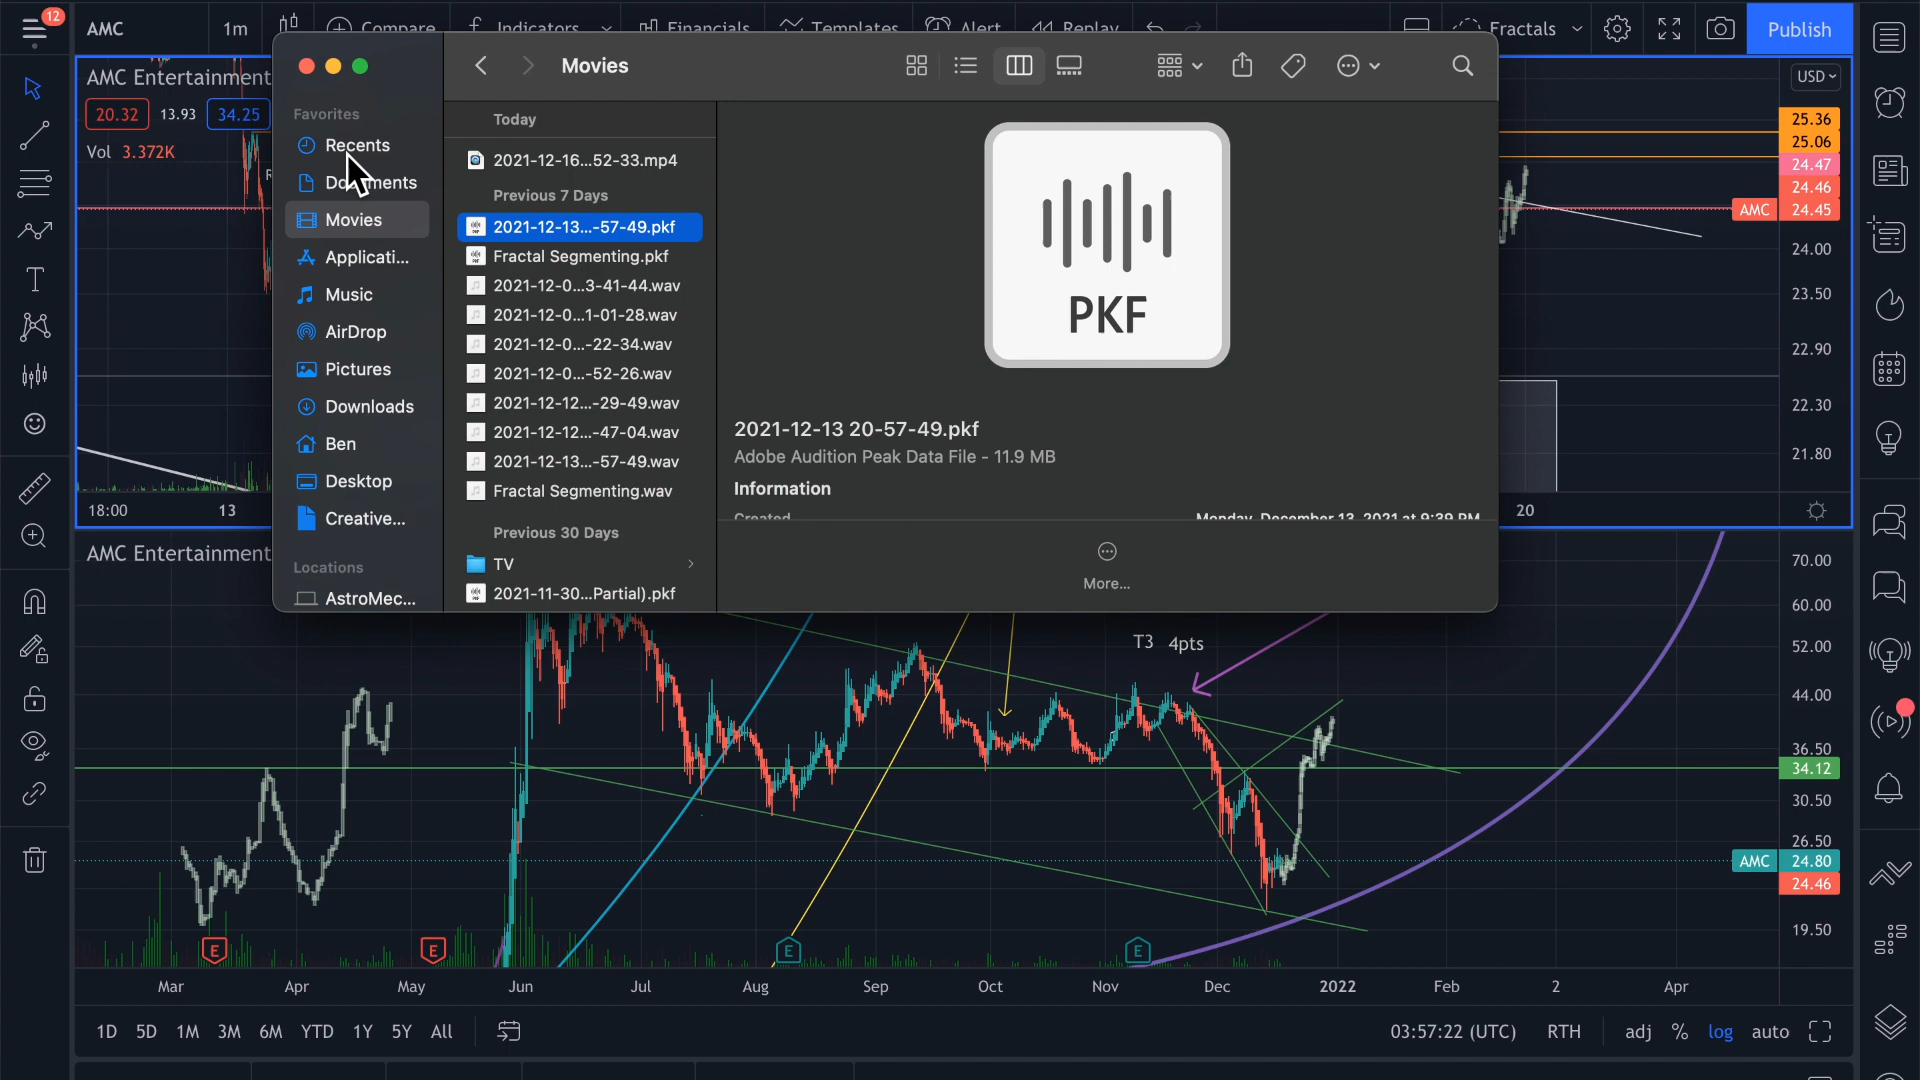 12
AMC
1m
Compare
Indicators
Financials
Templates
Alert
Replay
Fractals
Publish
AMC Entertainment
20.32 13.93 34.25
Vol 3.372K
USD
25.36
25.06
24.47
24.46
AMC 24.45
24.00
23.50
22.90
22.30
21.80
18:00 13
20
Movies
Favorites
Recents
Documents
Movies
Applicati...
Music
AirDrop
Pictures
Downloads
Ben
Desktop
Creative...
Locations
AstroMec...
Today
2021-12-16...52-33.mp4
Previous 7 Days
2021-12-13...-57-49.pkf
Fractal Segmenting.pkf
2021-12-0...3-41-44.wav
2021-12-0...1-01-28.wav
2021-12-0...-22-34.wav
2021-12-0...-52-26.wav
2021-12-12...-29-49.wav
2021-12-12...-47-04.wav
2021-12-13...-57-49.wav
Fractal Segmenting.wav
Previous 30 Days
TV
2021-11-30...Partial).pkf
PKF
2021-12-13 20-57-49.pkf
Adobe Audition Peak Data File - 11.9 MB
Information
Created Monday, December 13, 2021 at 9:39 PM
More...
AMC Entertainment
T3 4pts
70.00
60.00
52.00
44.00
36.50
34.12
30.50
26.50
AMC 24.80
24.46
19.50
E E E E
Mar Apr May Jun Jul Aug Sep Oct Nov Dec 2022 Feb 2 Apr
1D 5D 1M 3M 6M YTD 1Y 5Y All
03:57:22 (UTC) RTH adj % log auto